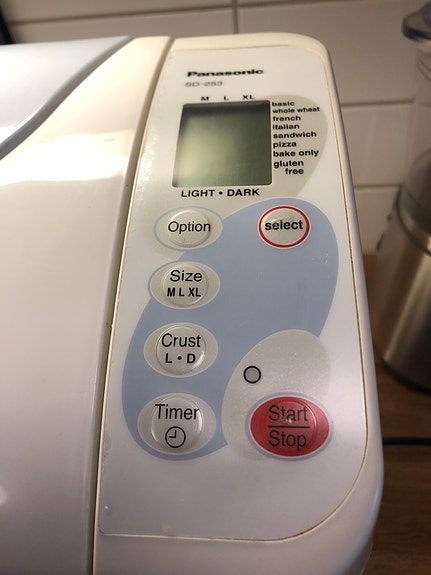 Panasonic
SD-253
M L XL
basic
whole wheat
french
italian
sandwich
pizza
bake only
gluten
free
LIGHT • DARK
Option
select
Size
M L XL
Crust
L • D
Timer
Start
Stop